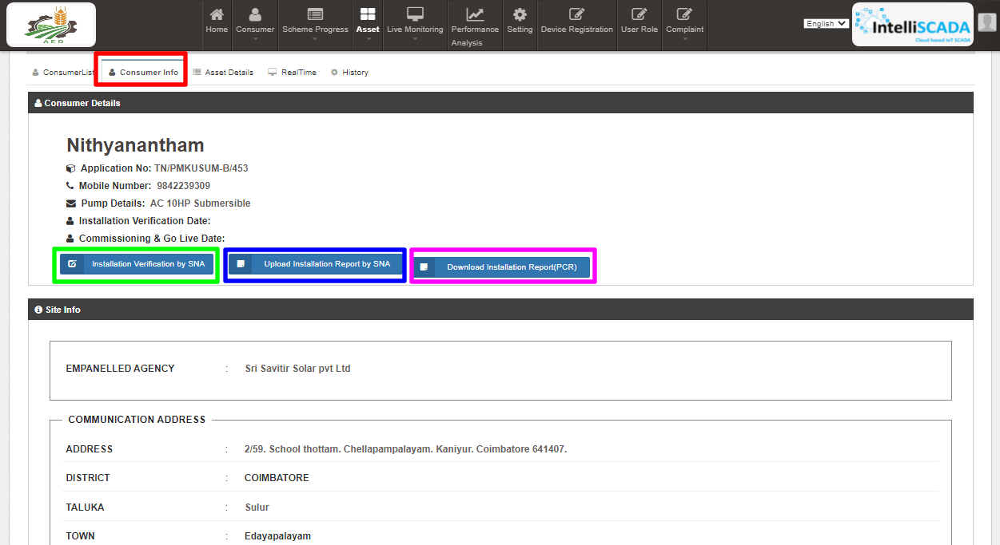 AED
Home
Consumer
Scheme Progress
Asset
Live Monitoring
Performance
Analysis
Setting
Device Registration
User Role
Complaint
English
IntelliSCADA
Cloud based IoT SCADA
ConsumerList
Consumer Info
Asset Details
RealTime
History
Consumer Details
Nithyanantham
Application No: TN/PMKUSUM-B/453
Mobile Number: 9842239309
Pump Details: AC 10HP Submersible
Installation Verification Date:
Commissioning & Go Live Date:
Installation Verification by SNA
Upload Installation Report by SNA
Download Installation Report(PCR)
Site Info
EMPANELLED AGENCY : Sri Savitir Solar pvt Ltd
COMMUNICATION ADDRESS
ADDRESS : 2/59. School thottam. Chellapampalayam. Kaniyur. Coimbatore 641407.
DISTRICT : COIMBATORE
TALUKA : Sulur
TOWN : Edayapalayam